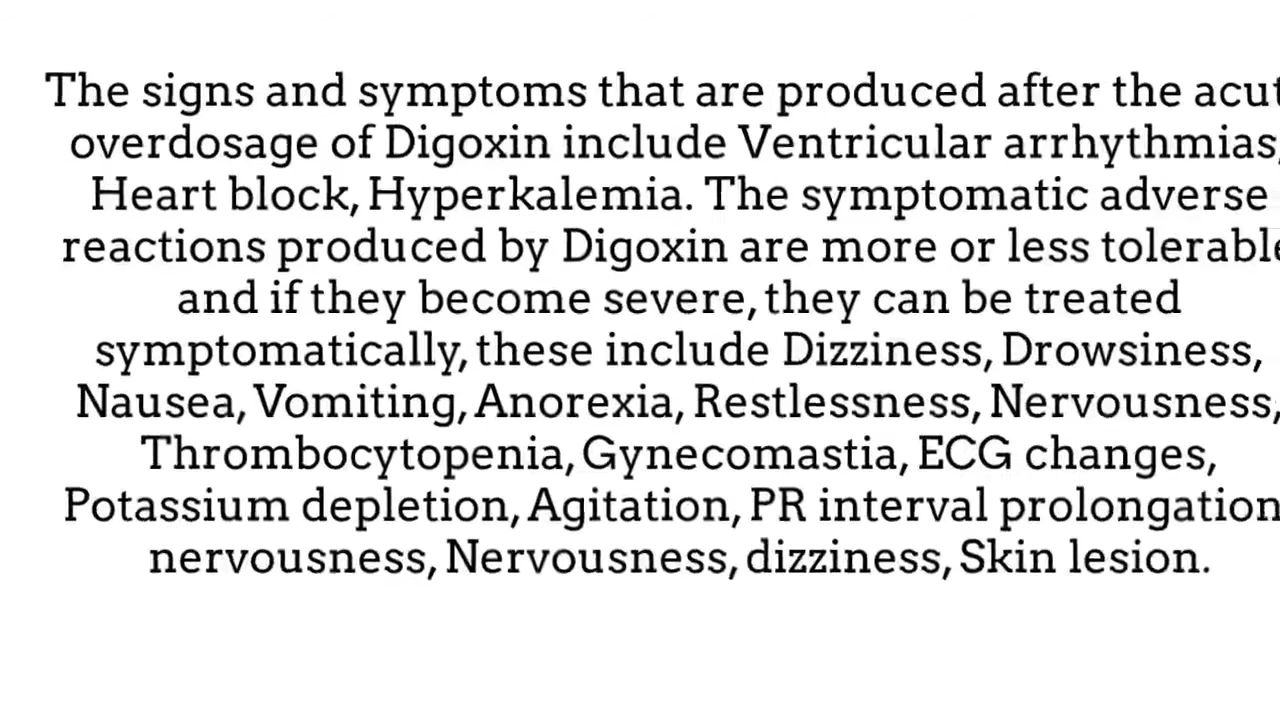 The signs and symptoms that are produced after the acut
overdosage of Digoxin include Ventricular arrhythmias,
Heart block, Hyperkalemia. The symptomatic adverse
reactions produced by Digoxin are more or less tolerable
and if they become severe, they can be treated
symptomatically, these include Dizziness, Drowsiness,
Nausea, Vomiting, Anorexia, Restlessness, Nervousness,
Thrombocytopenia, Gynecomastia, ECG changes,
Potassium depletion, Agitation, PR interval prolongation
nervousness, Nervousness, dizziness, Skin lesion.